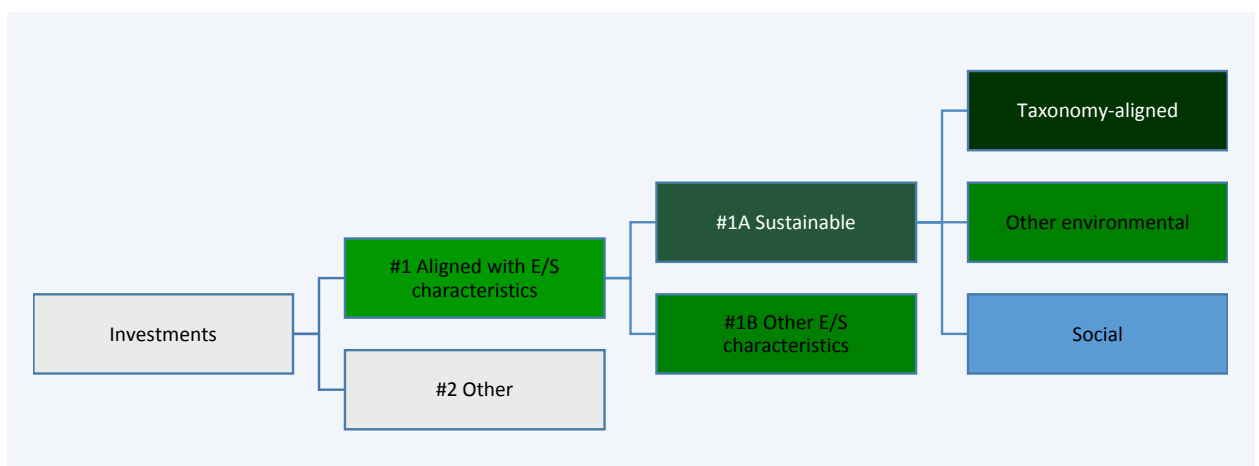 Investments
#1 Aligned with E/S
characteristics
#2 Other
#1A Sustainable
#1B Other E/S
characteristics
Taxonomy-aligned
Other environmental
Social